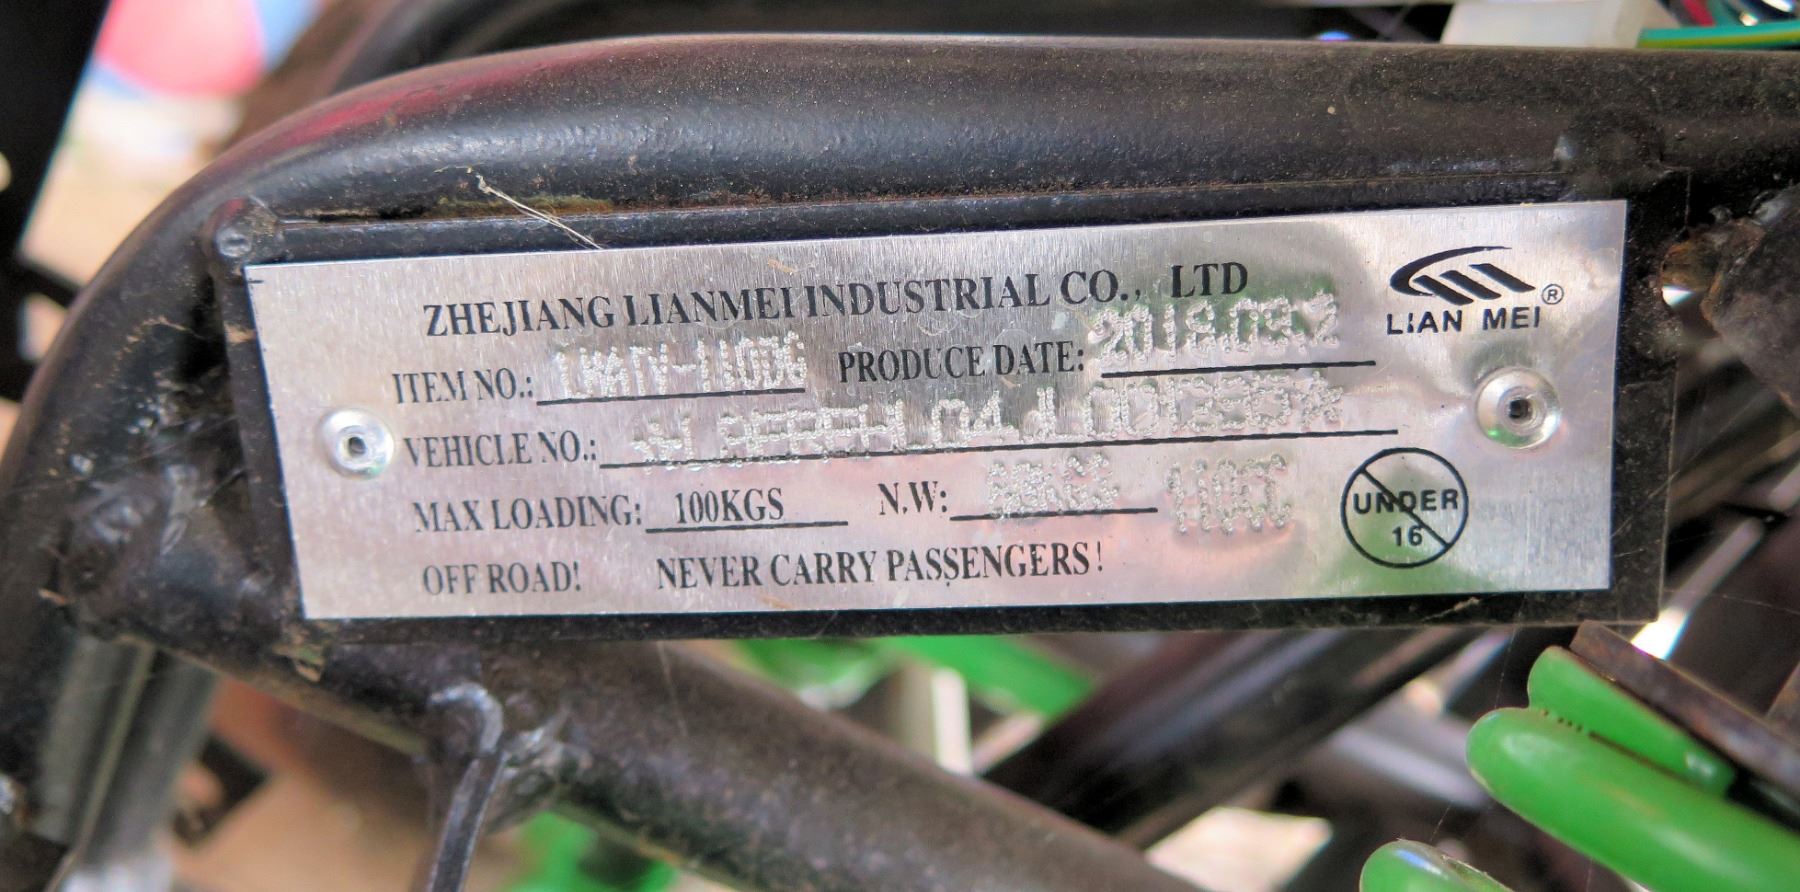 ZHEJIANG LIANMEI INDUSTRIAL CO., LTD
LIAN MEI ®
ITEM NO.: PRODUCE DATE:
VEHICLE NO.:
MAX LOADING: 100KGS N.W: 110CC
UNDER
16
OFF ROAD! NEVER CARRY PASSENGERS!